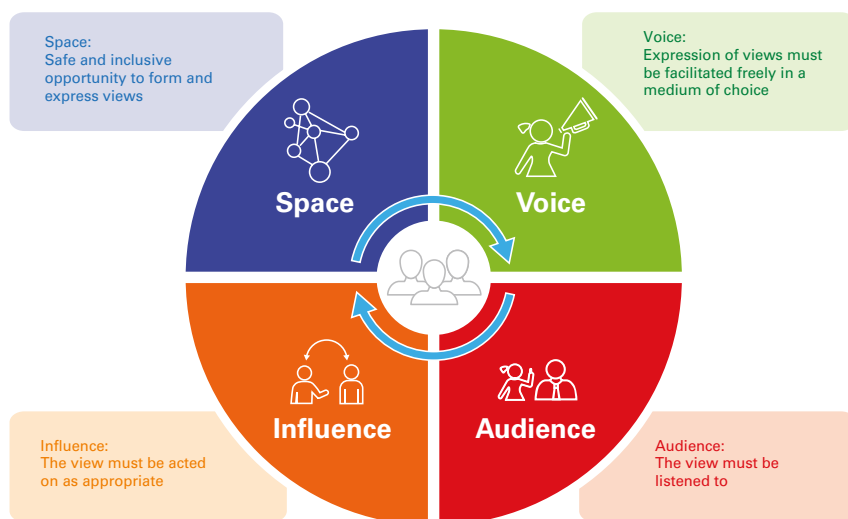 Space:
Safe and inclusive
opportunity to form and
express views
Voice:
Expression of views must
be facilitated freely in a
medium of choice
Space
Voice
Influence
Audience
Influence:
The view must be acted
on as appropriate
Audience:
The view must be
listened to